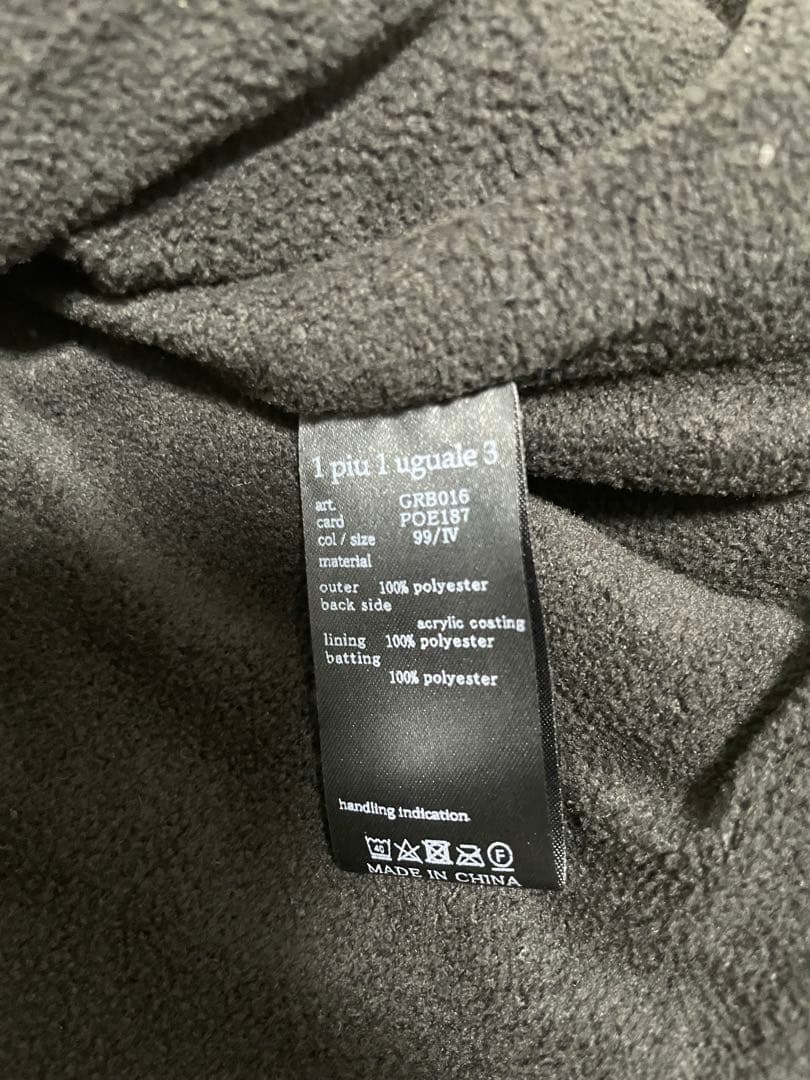 1 piu 1 uguale 3
art. GRB016
card POE187
col / size 99/IV
material
outer 100% polyester
back side
acrylic coating
lining 100% polyester
batting
100% polyester
handling indication.
40 F
MADE IN CHINA